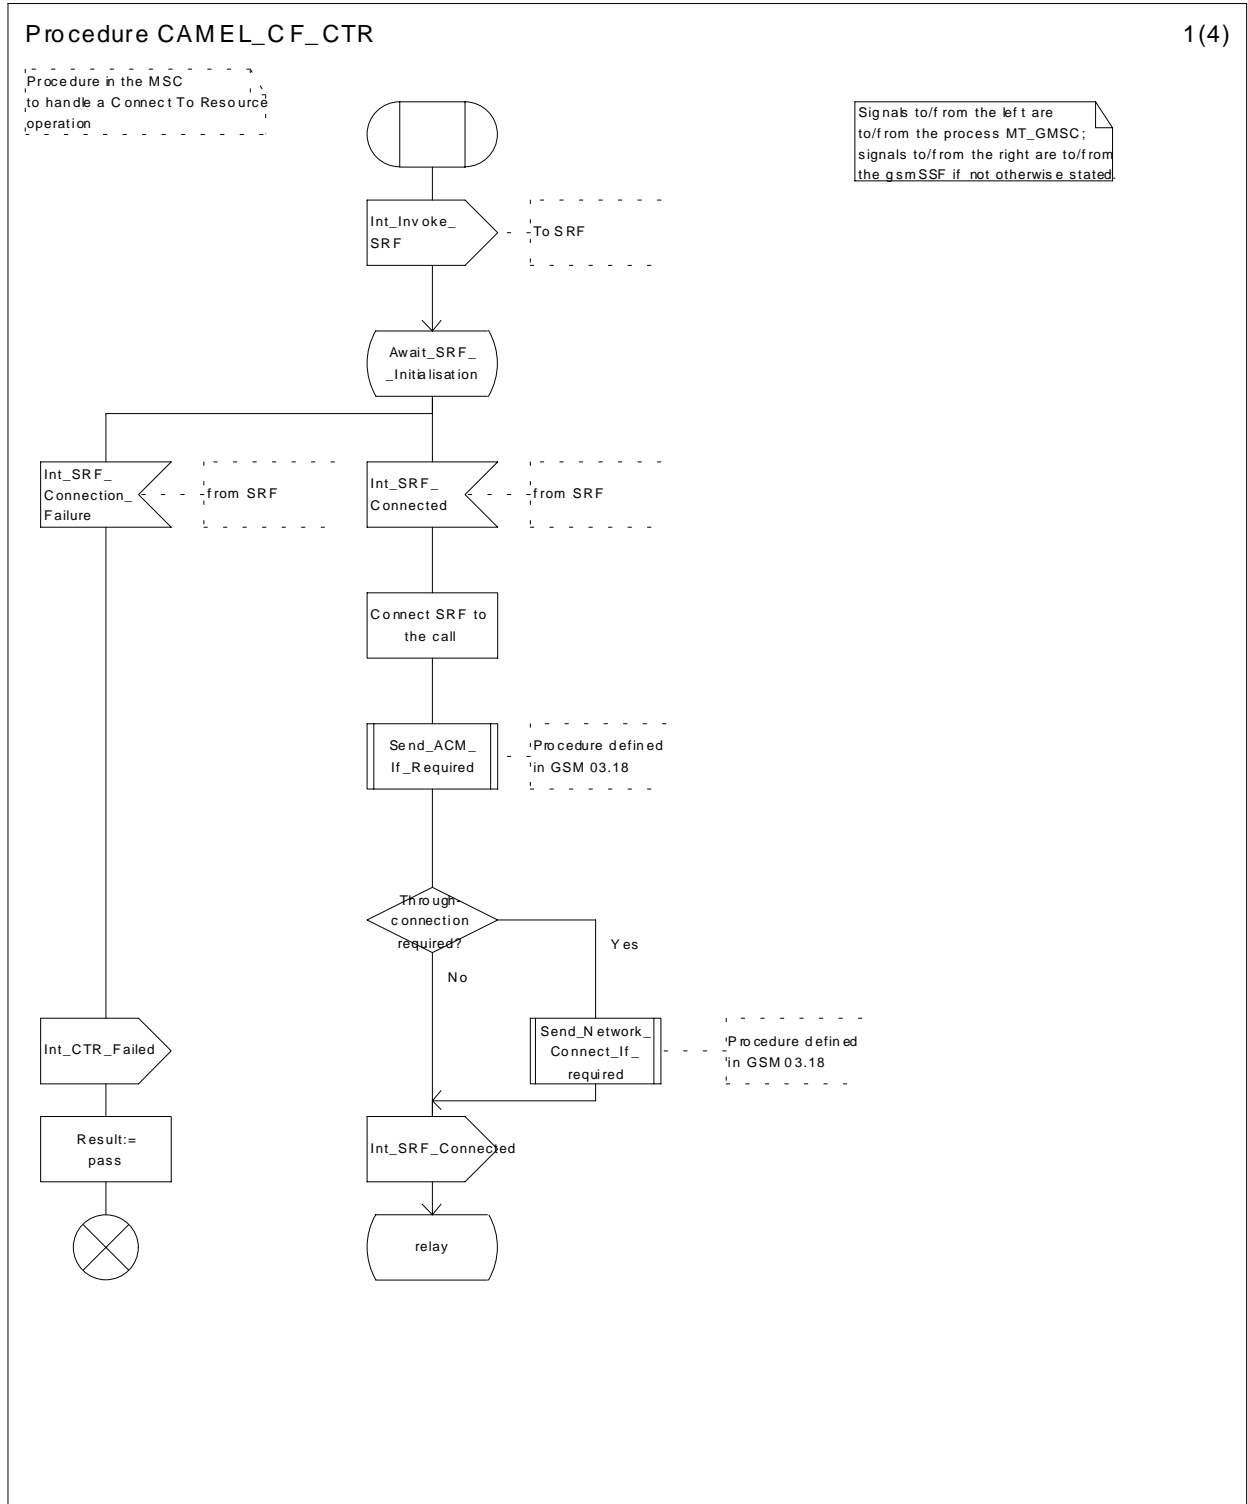 Procedure CAMEL_CF_CTR
1(4)
Procedure in the MSC
to handle a Connect To Resource
operation
Signals to/from the left are
to/from the process MT_GMSC;
signals to/from the right are to/from
the gsmSSF if not otherwise stated.
Int_Invoke_
SRF
To SRF
Await_SRF_
_Initialisation
Int_SRF_
Connection_
Failure
from SRF
Int_SRF_
Connected
from SRF
Connect SRF to
the call
Send_ACM_
If_Required
Procedure defined
in GSM 03.18
Through-
connection
required?
Yes
No
Int_CTR_Failed
Send_Network_
Connect_If_
required
Procedure defined
in GSM 03.18
Result:=
pass
Int_SRF_Connected
relay